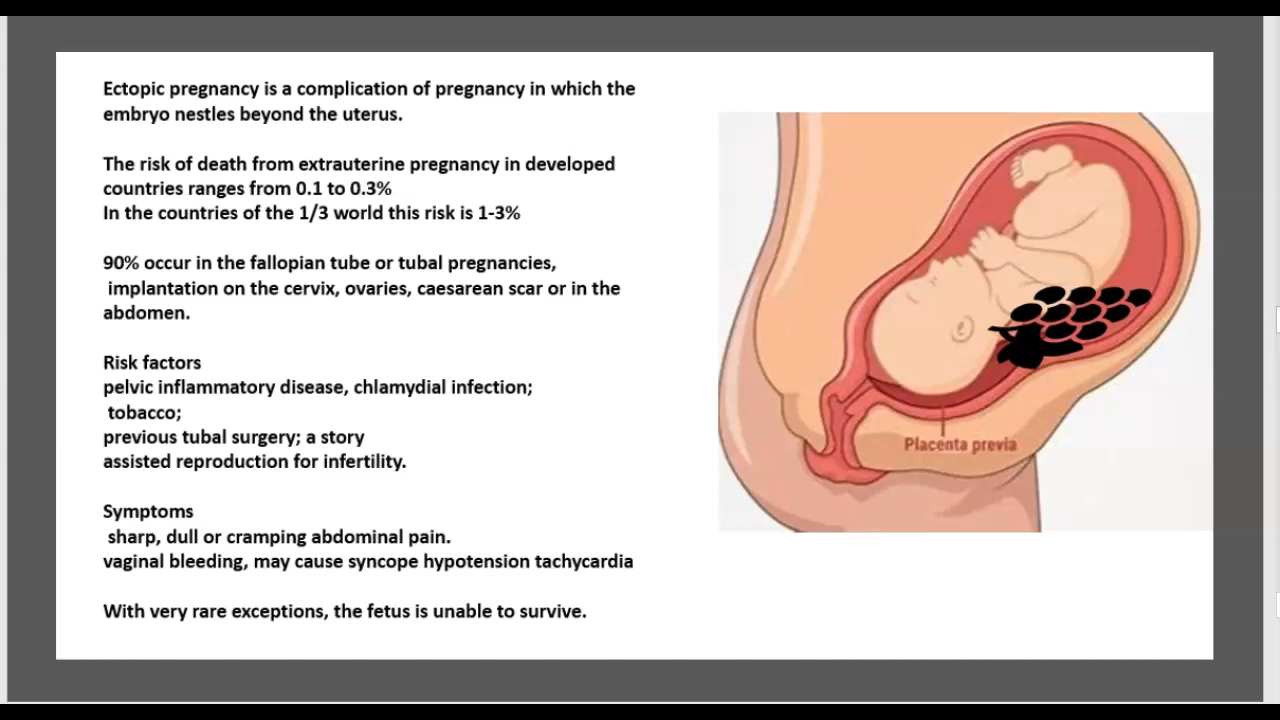 Ectopic pregnancy is a complication of pregnancy in which the
embryo nestles beyond the uterus.
The risk of death from extrauterine pregnancy in developed
countries ranges from 0.1 to 0.3%
In the countries of the 1/3 world this risk is 1-3%
90% occur in the fallopian tube or tubal pregnancies,
implantation on the cervix, ovaries, caesarean scar or in the
abdomen.
Risk factors
pelvic inflammatory disease, chlamydial infection;
tobacco;
previous tubal surgery; a story
assisted reproduction for infertility.
Symptoms
sharp, dull or cramping abdominal pain.
vaginal bleeding, may cause syncope hypotension tachycardia
With very rare exceptions, the fetus is unable to survive.
Placenta previa